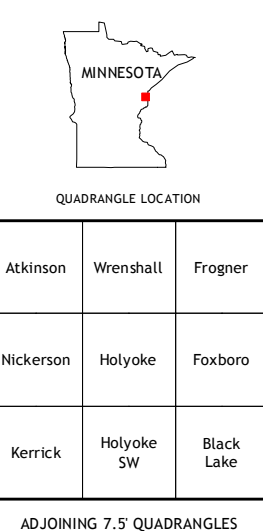 MINNESOTA
QUADRANGLE LOCATION
Atkinson Wrenshall Frogner
Nickerson Holyoke Foxboro
Kerrick Holyoke SW Black Lake
ADJOINING 7.5' QUADRANGLES